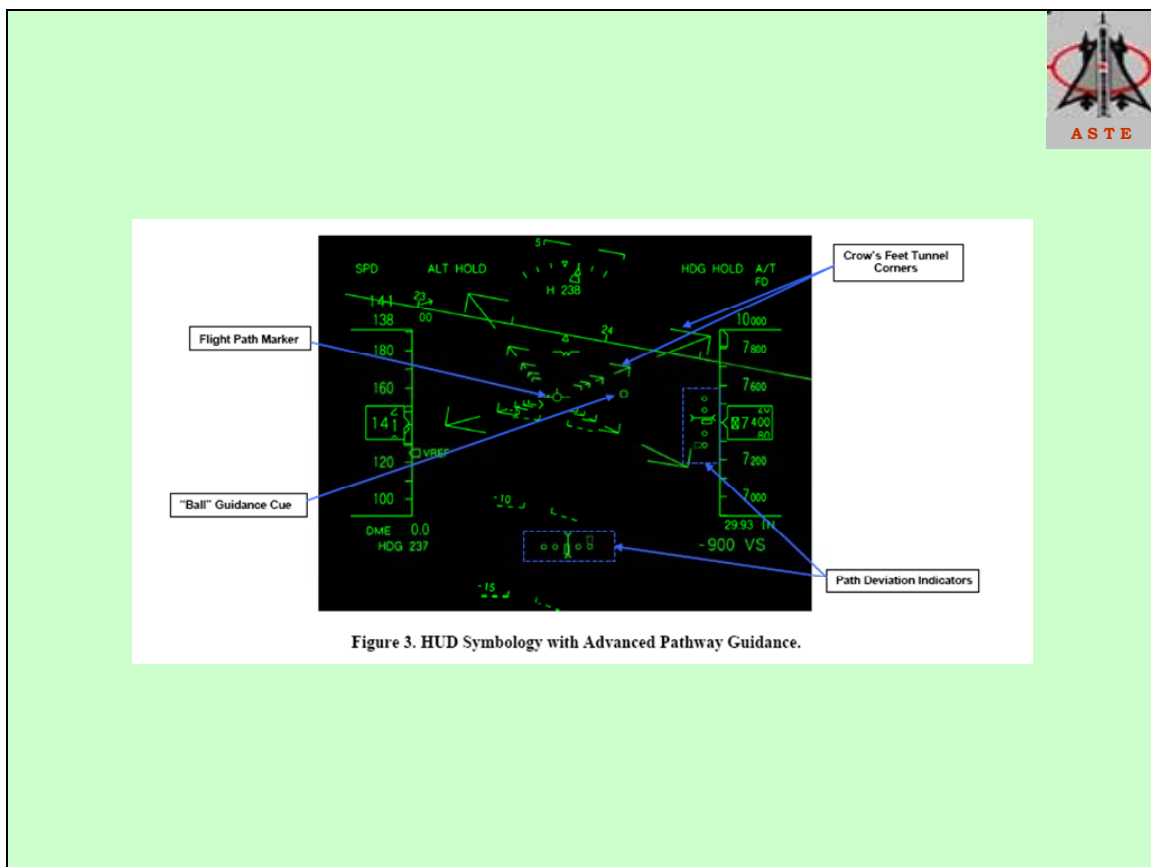 A S T E
Crow's Feet Tunnel
Corners
Flight Path Marker
"Ball" Guidance Cue
Path Deviation Indicators
5
SPD
ALT HOLD
HDG HOLD A/T
FD
H 238
141
23
138
00
24
10000
180
7800
160
7600
141
7400
80
VREF
120
7200
100
7000
-10
DME 0.0
HDG 237
29.93 IN
-900 VS
-15
Figure 3. HUD Symbology with Advanced Pathway Guidance.